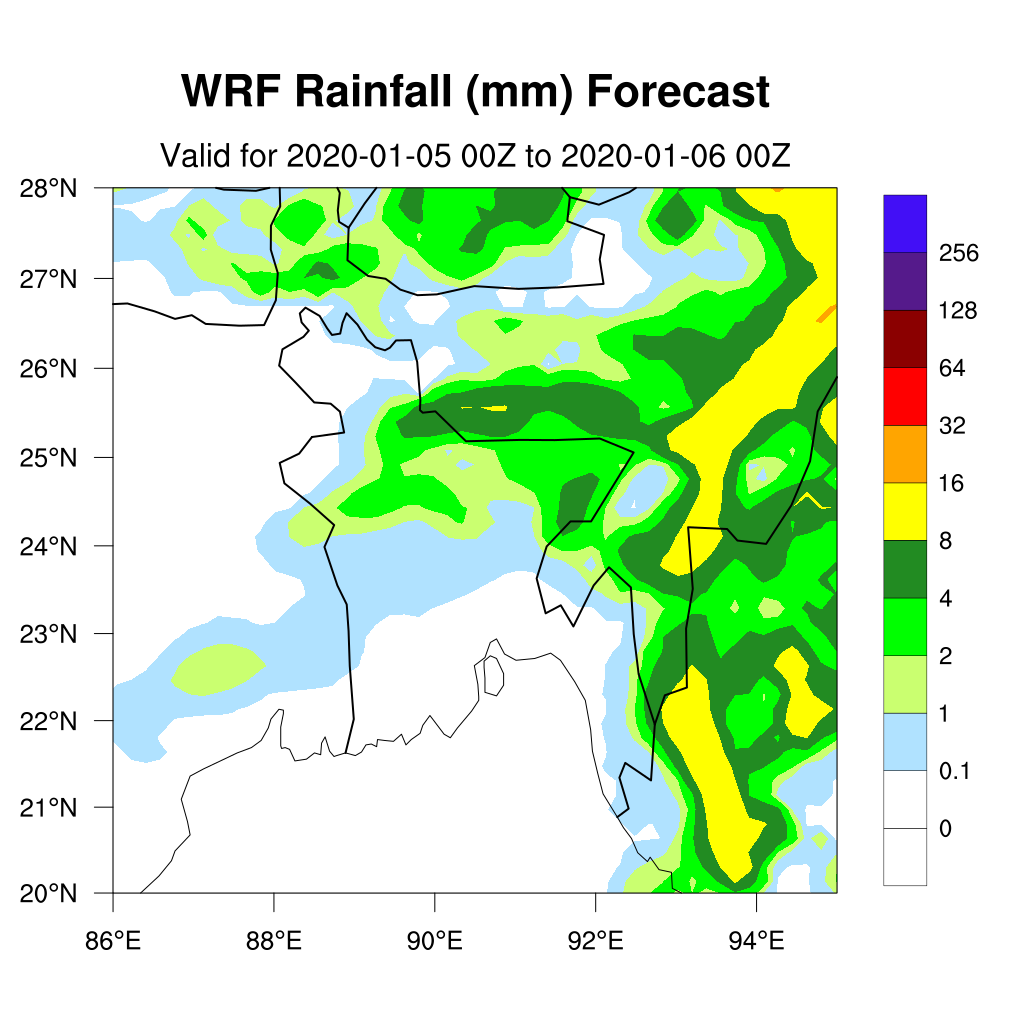 WRF Rainfall (mm) Forecast
Valid for 2020-01-05 00Z to 2020-01-06 00Z
28°N
27°N
26°N
25°N
24°N
23°N
22°N
21°N
20°N
86°E 88°E 90°E 92°E 94°E
256
128
64
32
16
8
4
2
1
0.1
0